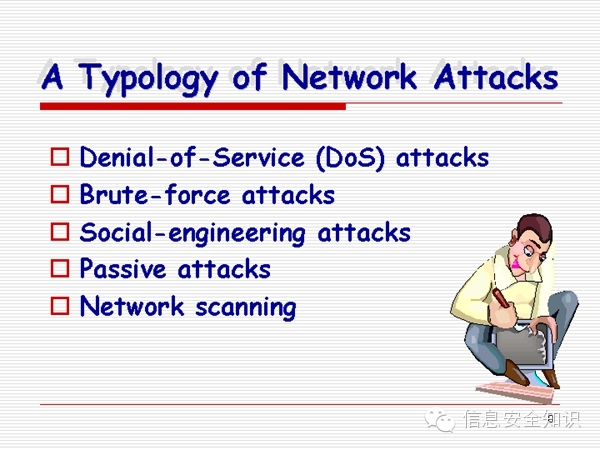 A Typology of Network Attacks
Denial-of-Service (DoS) attacks
Brute-force attacks
Social-engineering attacks
Passive attacks
Network scanning
信息安全知识